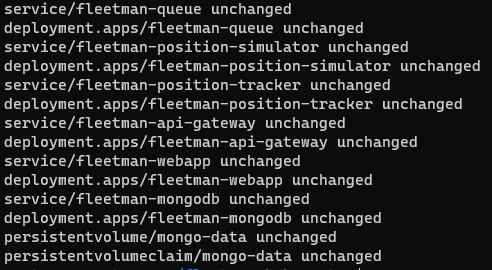 service/fleetman-queue unchanged
deployment.apps/fleetman-queue unchanged
service/fleetman-position-simulator unchanged
deployment.apps/fleetman-position-simulator unchanged
service/fleetman-position-tracker unchanged
deployment.apps/fleetman-position-tracker unchanged
service/fleetman-api-gateway unchanged
deployment.apps/fleetman-api-gateway unchanged
service/fleetman-webapp unchanged
deployment.apps/fleetman-webapp unchanged
service/fleetman-mongodb unchanged
deployment.apps/fleetman-mongodb unchanged
persistentvolume/mongo-data unchanged
persistentvolumeclaim/mongo-data unchanged